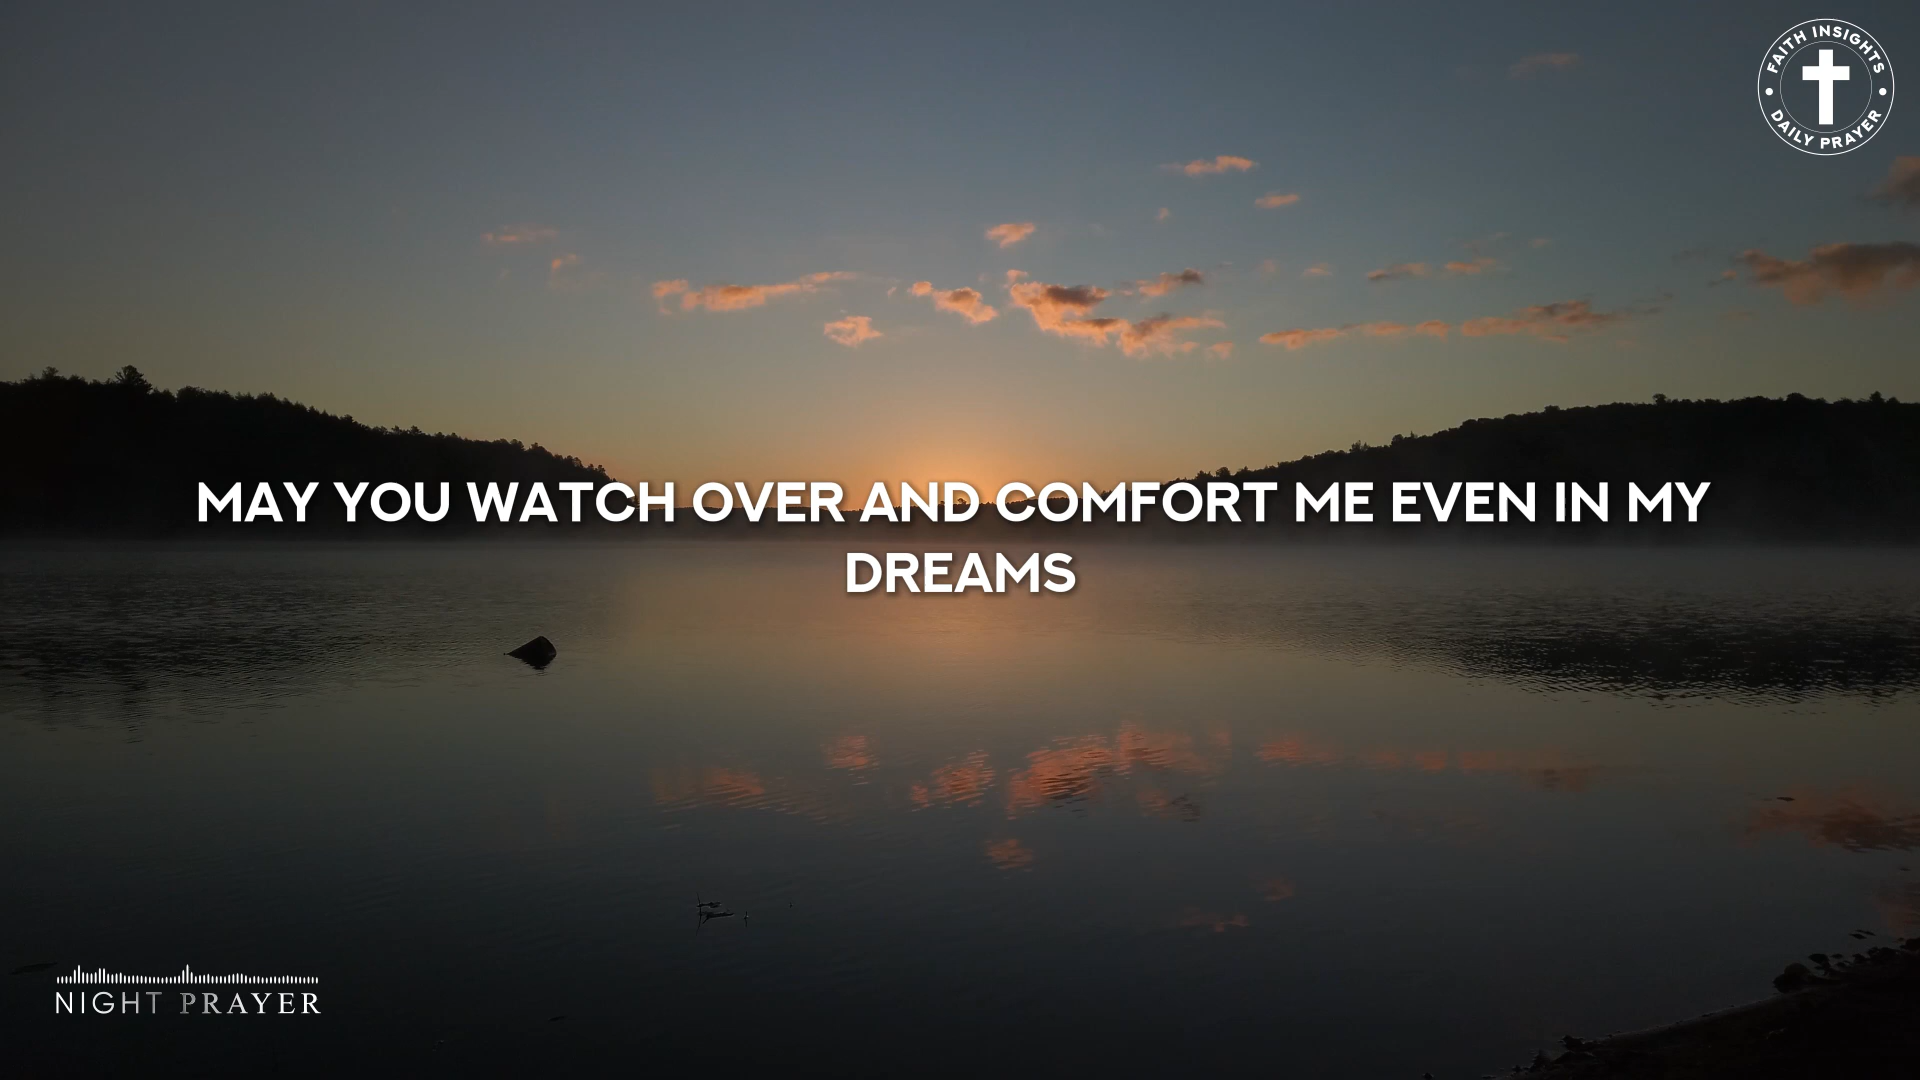 FAITH INSIGHTS
DAILY PRAYER
MAY YOU WATCH OVER AND COMFORT ME EVEN IN MY
DREAMS
NIGHT PRAYER